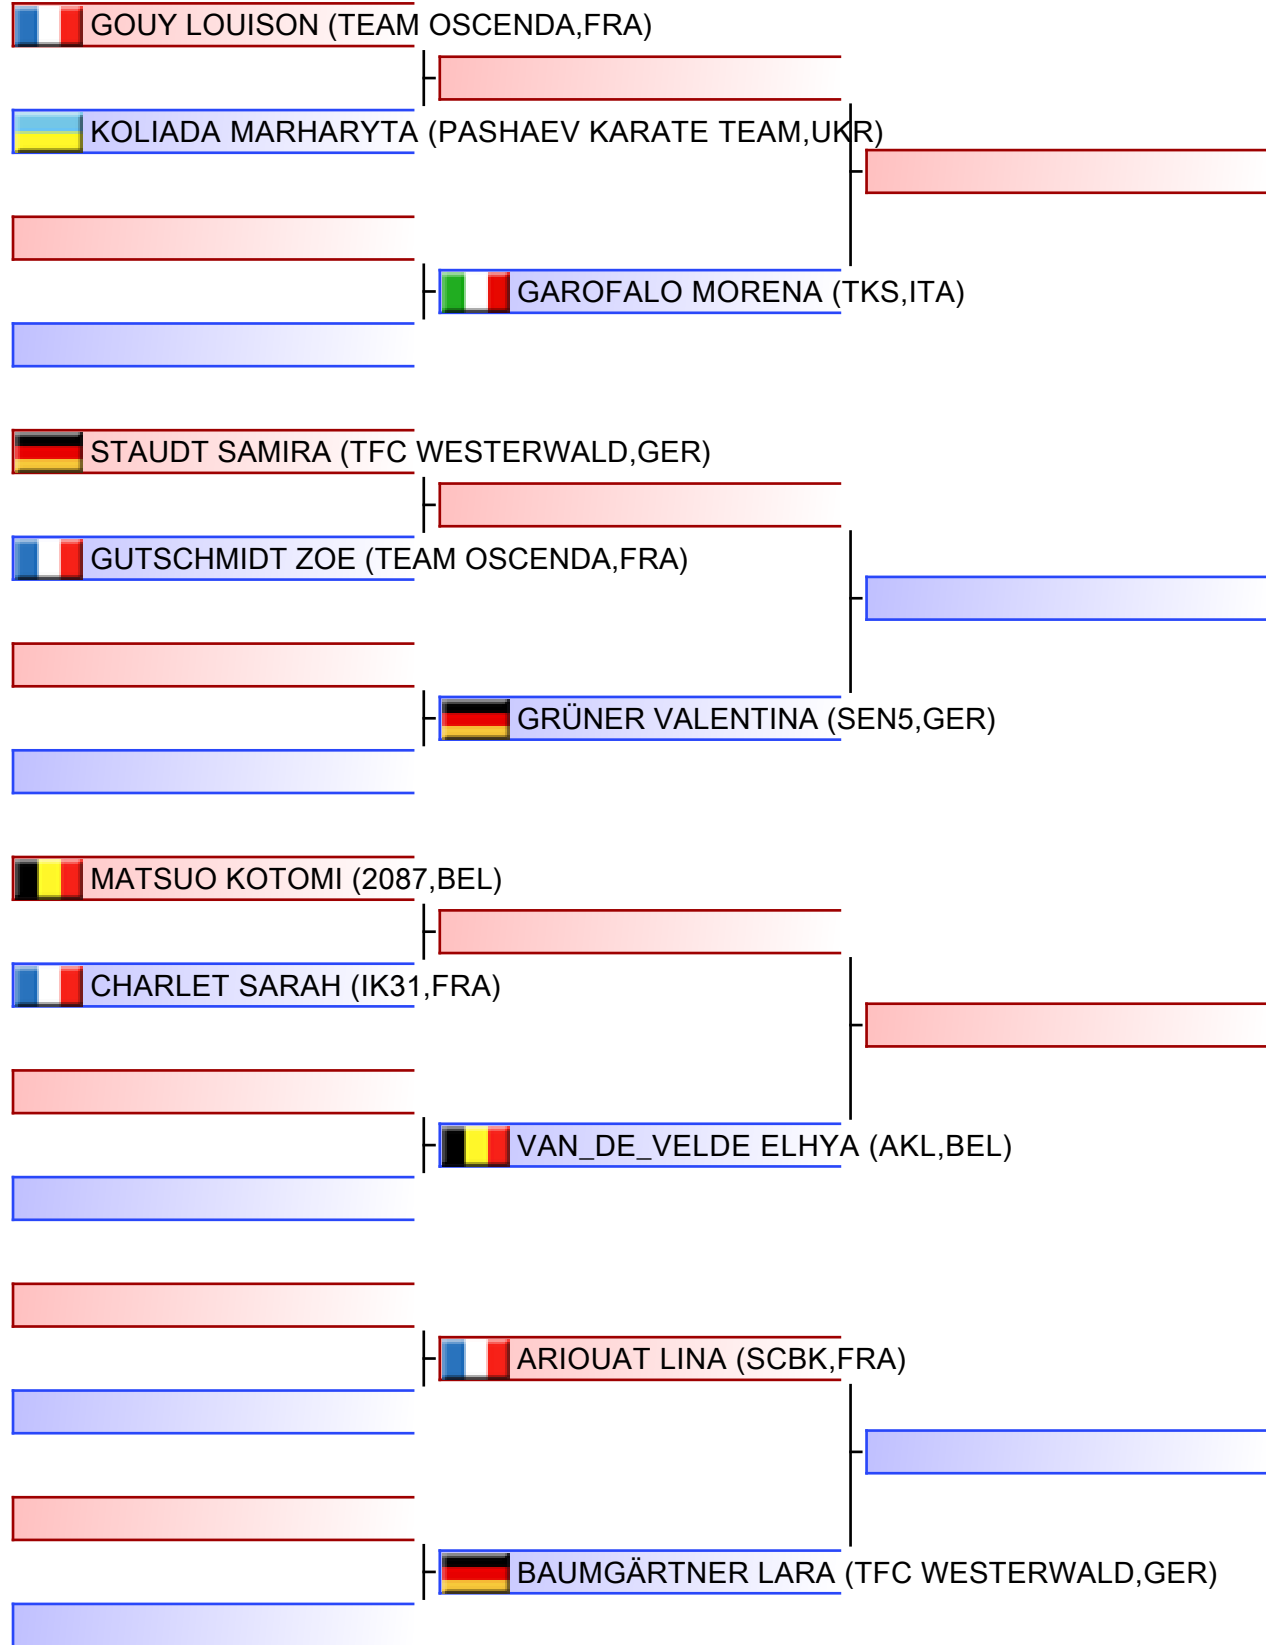 GOUY LOUISON (TEAM OSCENDA,FRA)
KOLIADA MARHARYTA (PASHAEV KARATE TEAM,UKR)
GAROFALO MORENA (TKS,ITA)
STAUDT SAMIRA (TFC WESTERWALD,GER)
GUTSCHMIDT ZOE (TEAM OSCENDA,FRA)
GRÜNER VALENTINA (SEN5,GER)
MATSUO KOTOMI (2087,BEL)
CHARLET SARAH (IK31,FRA)
VAN_DE_VELDE ELHYA (AKL,BEL)
ARIOUAT LINA (SCBK,FRA)
BAUMGÄRTNER LARA (TFC WESTERWALD,GER)